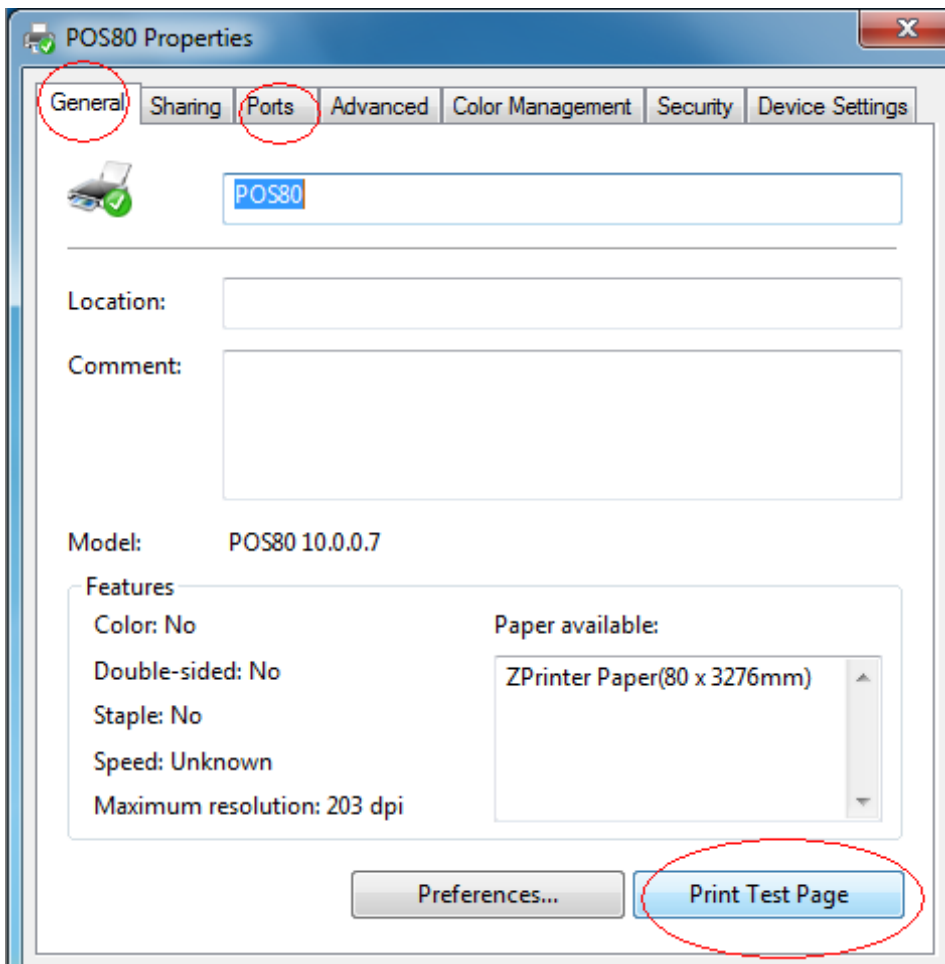 POS80 Properties
General Sharing Ports Advanced Color Management Security Device Settings
POS80
Location:
Comment:
Model: POS80 10.0.0.7
Features
Color: No Paper available:
Double-sided: No ZPrinter Paper(80 x 3276mm)
Staple: No
Speed: Unknown
Maximum resolution: 203 dpi
Preferences... Print Test Page